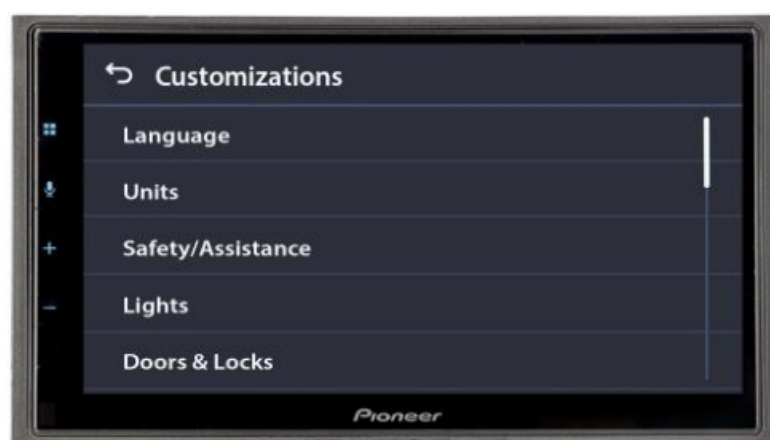 Customizations
Language
Units
Safety/Assistance
Lights
Doors & Locks
Pioneer